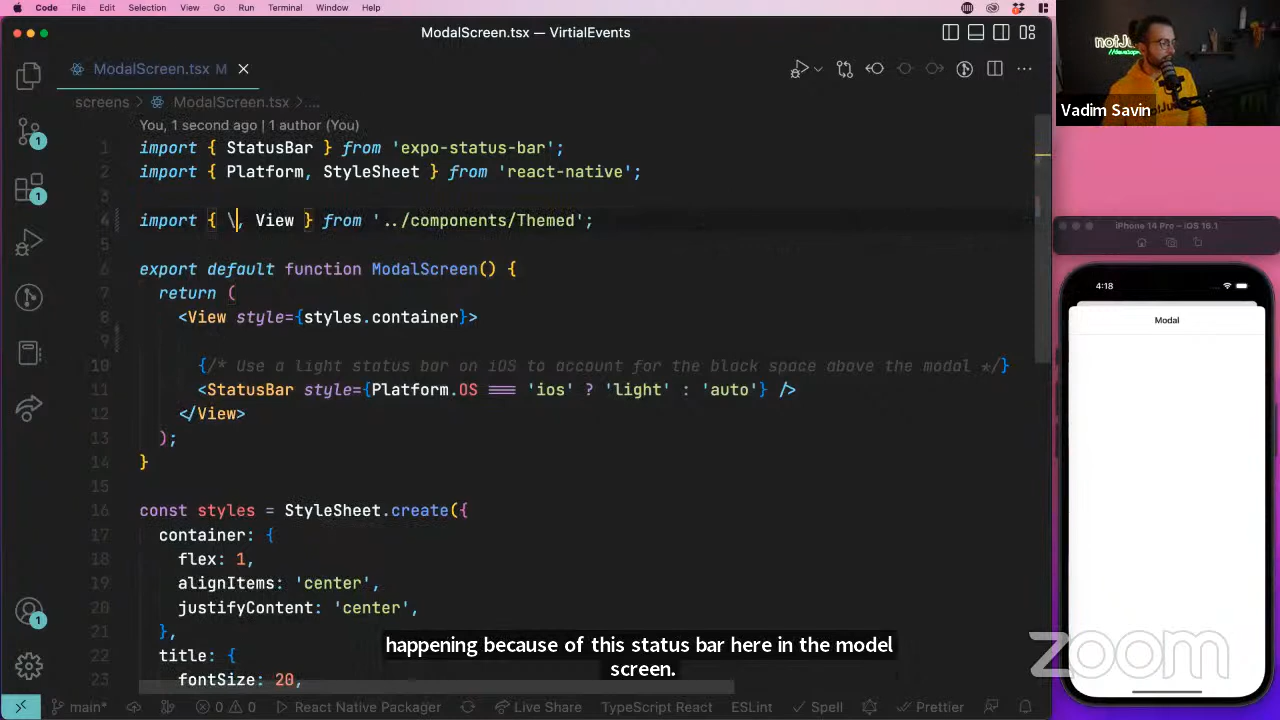 Code File Edit Selection View Go Run Terminal Window Help
ModalScreen.tsx — VirtialEvents
ModalScreen.tsx M
screens > ModalScreen.tsx > ...
You, 1 second ago | 1 author (You)
1 import { StatusBar } from 'expo-status-bar';
2 import { Platform, StyleSheet } from 'react-native';
3
4 import { \, View } from '../components/Themed';
5
6 export default function ModalScreen() {
7 return (
8 <View style={styles.container}>
9
10 {/* Use a light status bar on iOS to account for the black space above the modal */}
11 <StatusBar style={Platform.OS === 'ios' ? 'light' : 'auto'} />
12 </View>
13 );
14 }
15
16 const styles = StyleSheet.create({
17 container: {
18 flex: 1,
19 alignItems: 'center',
20 justifyContent: 'center',
21 },
22 title: {
23 fontSize: 20,
happening because of this status bar here in the model
screen.
1
1
1
main* 0 0 React Native Packager Live Share TypeScript React ESLint Spell Prettier
Vadim Savin
iPhone 14 Pro – iOS 16.1
4:18
Modal
zoom